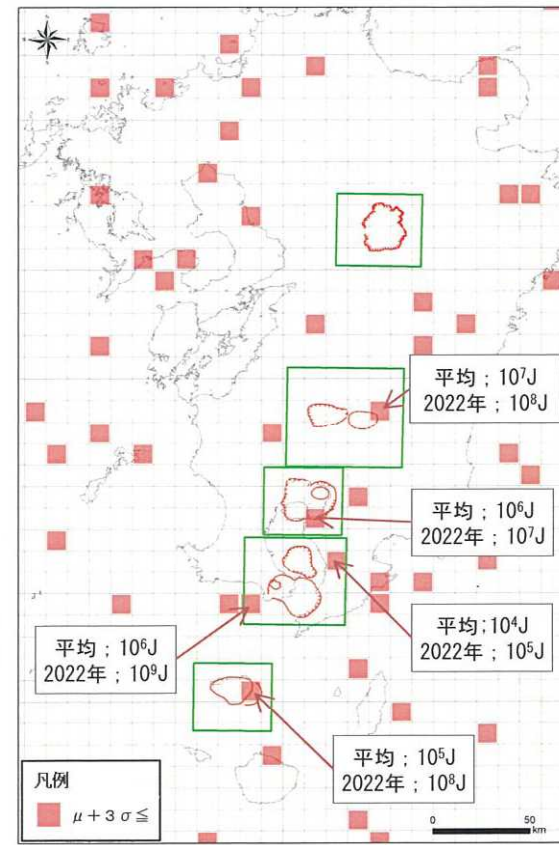 平均 ; 10⁷J
2022年 ; 10⁸J
平均 ; 10⁶J
2022年 ; 10⁷J
平均 ; 10⁴J
2022年 ; 10⁵J
平均 ; 10⁶J
2022年 ; 10⁹J
平均 ; 10⁵J
2022年 ; 10⁸J
凡例
μ+3σ≦
0 50
km